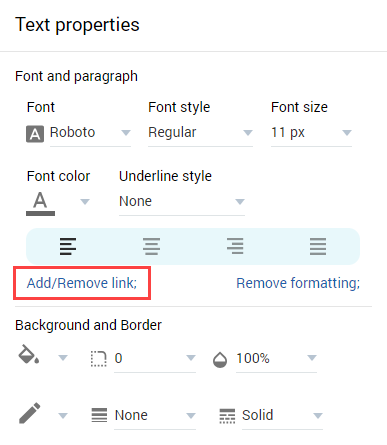 Text properties
Font and paragraph
Font Font style Font size
A Roboto Regular 11 px
Font color Underline style
A None
Add/Remove link; Remove formatting;
Background and Border
0 100%
None Solid